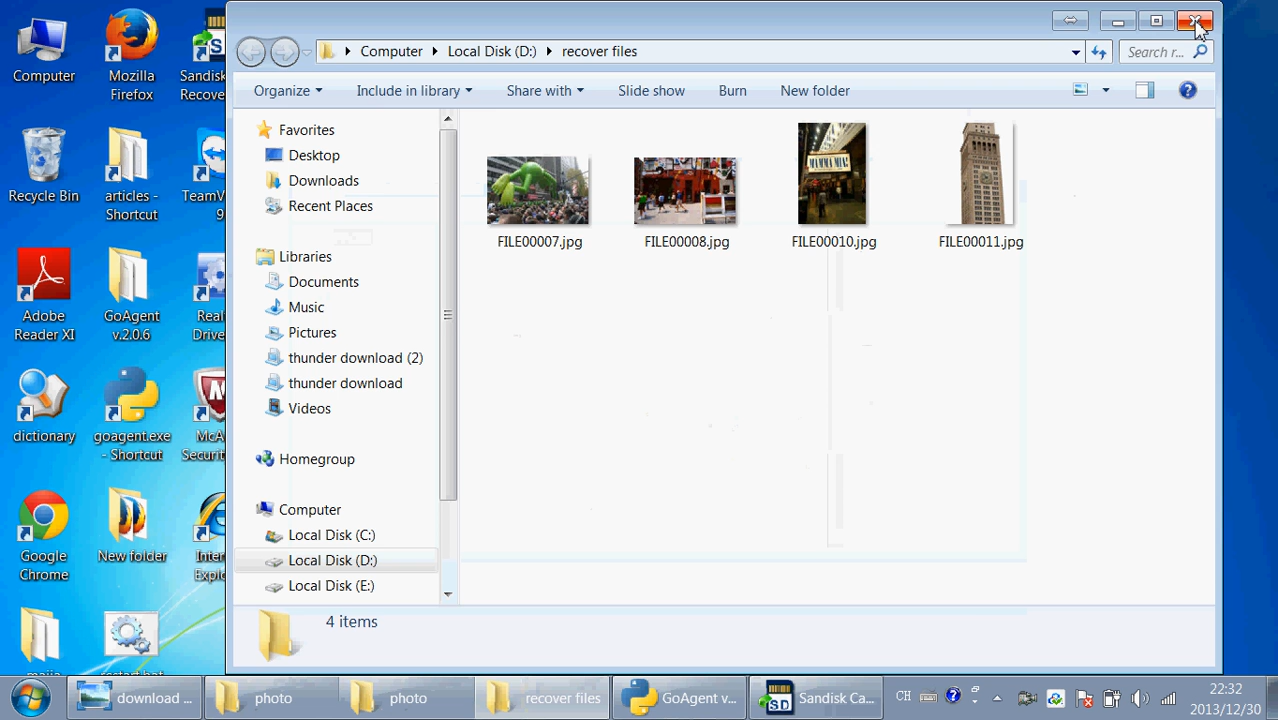 Computer
Mozilla
Firefox
Sandisk
Recove
Recycle Bin
articles -
Shortcut
TeamV
9
Adobe
Reader XI
GoAgent
v.2.0.6
Real
Drive
dictionary
goagent.exe
- Shortcut
McA
Securit
Google
Chrome
New folder
Inter
Explo
restart.bat
Computer
Local Disk (D:)
recover files
Search r...
Organize
Include in library
Share with
Slide show
Burn
New folder
Favorites
Desktop
Downloads
Recent Places
Libraries
Documents
Music
Pictures
thunder download (2)
thunder download
Videos
Homegroup
Computer
Local Disk (C:)
Local Disk (D:)
Local Disk (E:)
MAMMA MIA!
FILE00007.jpg
FILE00008.jpg
FILE00010.jpg
FILE00011.jpg
4 items
download ...
photo
photo
recover files
GoAgent v...
SD
Sandisk Ca...
CH
22:32
2013/12/30